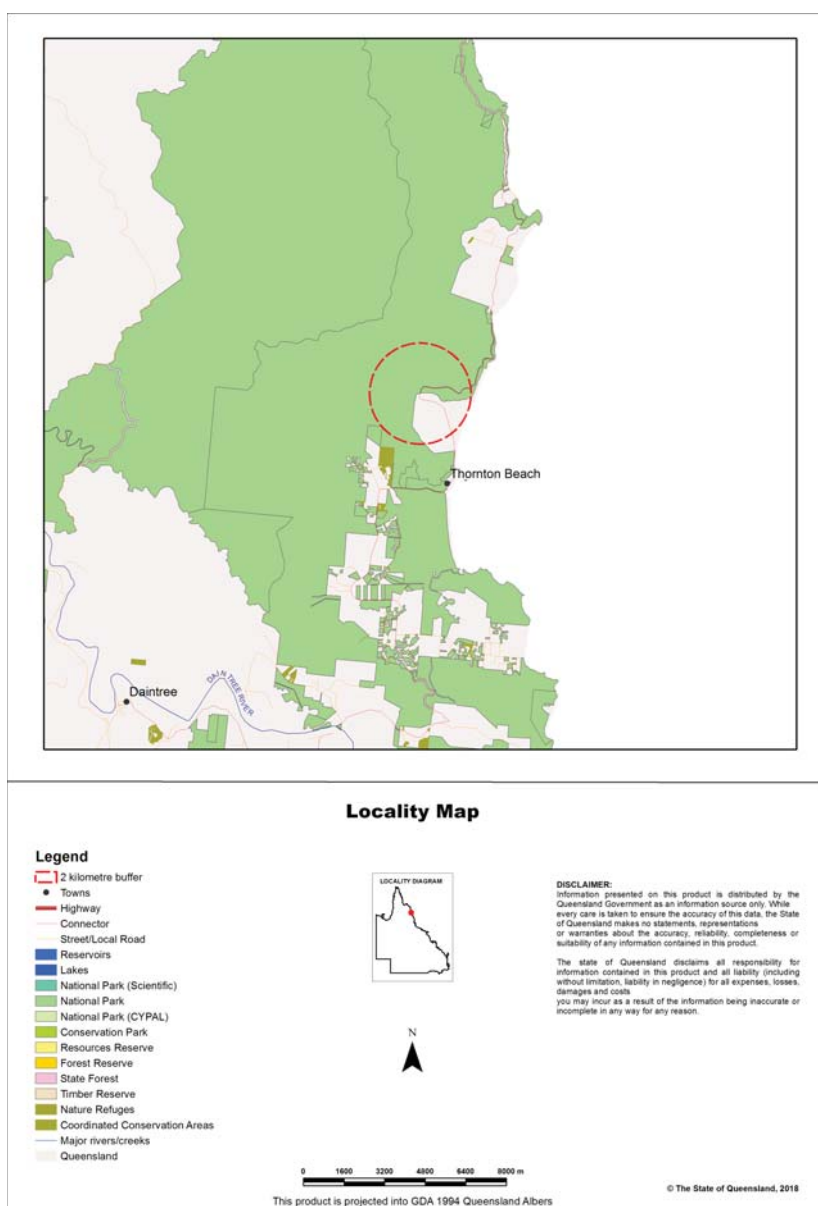 Thornton Beach
Daintree
DAINTREE RIVER
Locality Map
Legend
2 kilometre buffer
Towns
Highway
Connector
Street/Local Road
Reservoirs
Lakes
National Park (Scientific)
National Park
National Park (CYPAL)
Conservation Park
Resources Reserve
Forest Reserve
State Forest
Timber Reserve
Nature Refuges
Coordinated Conservation Areas
Major rivers/creeks
Queensland
LOCALITY DIAGRAM
N
DISCLAIMER:
Information presented on this product is distributed by the
Queensland Government as an information source only. While
every care is taken to ensure the accuracy of this data, the State
of Queensland makes no statements, representations
or warranties about the accuracy, reliability, completeness or
suitability of any information contained in this product.
The state of Queensland disclaims all responsibility for
information contained in this product and all liability (including
without limitation, liability in negligence) for all expenses, losses,
damages and costs
you may incur as a result of the information being inaccurate or
incomplete in any way for any reason.
0 1600 3200 4800 6400 8000 m
This product is projected into GDA 1994 Queensland Albers
© The State of Queensland, 2018